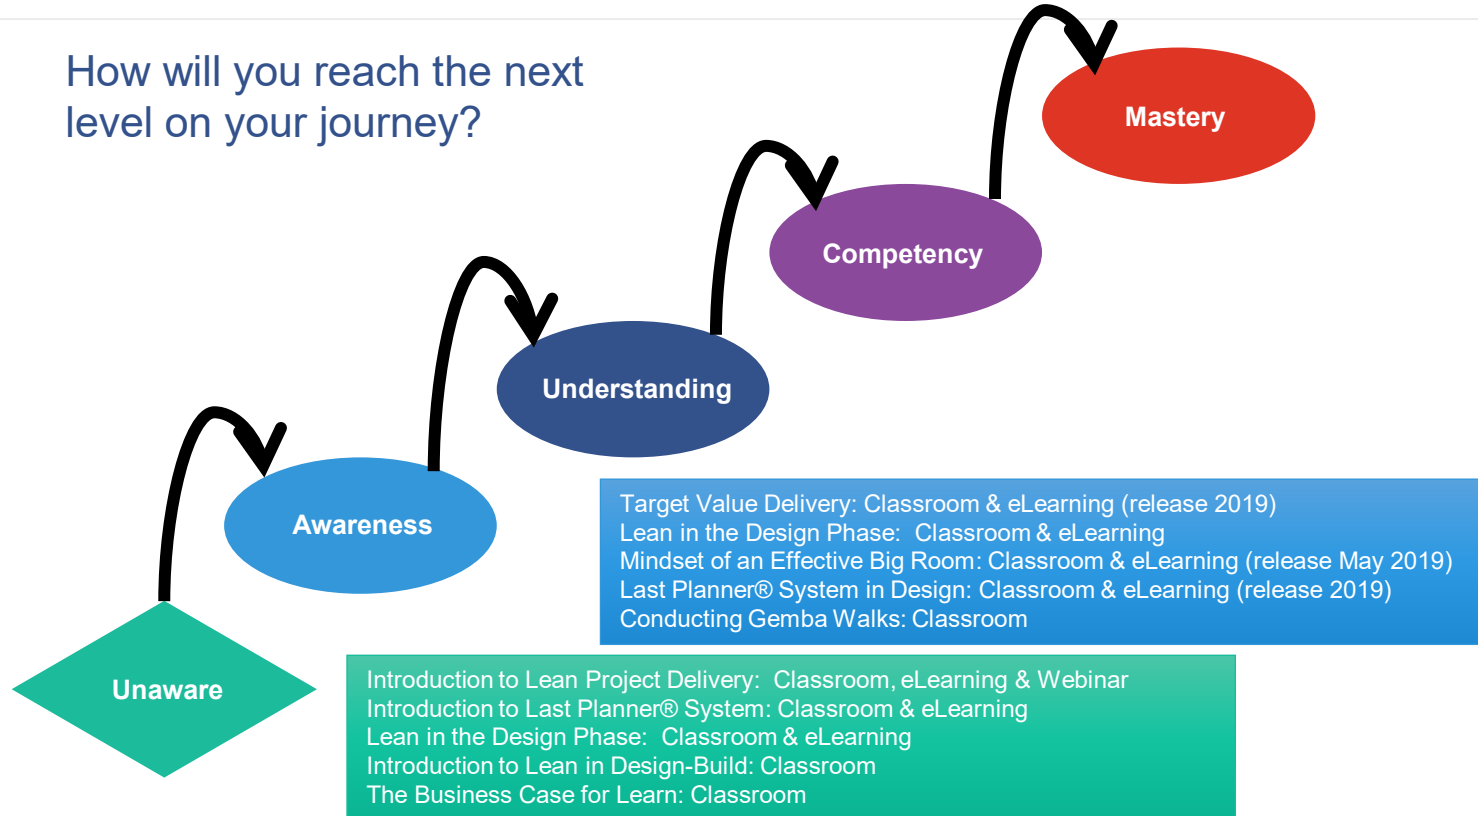 How will you reach the next
level on your journey?
Mastery
Competency
Understanding
Awareness
Unaware
Target Value Delivery: Classroom & eLearning (release 2019)
Lean in the Design Phase:  Classroom & eLearning
Mindset of an Effective Big Room: Classroom & eLearning (release May 2019)
Last Planner® System in Design: Classroom & eLearning (release 2019)
Conducting Gemba Walks: Classroom
Introduction to Lean Project Delivery:  Classroom, eLearning & Webinar
Introduction to Last Planner® System: Classroom & eLearning
Lean in the Design Phase:  Classroom & eLearning
Introduction to Lean in Design-Build: Classroom
The Business Case for Learn: Classroom